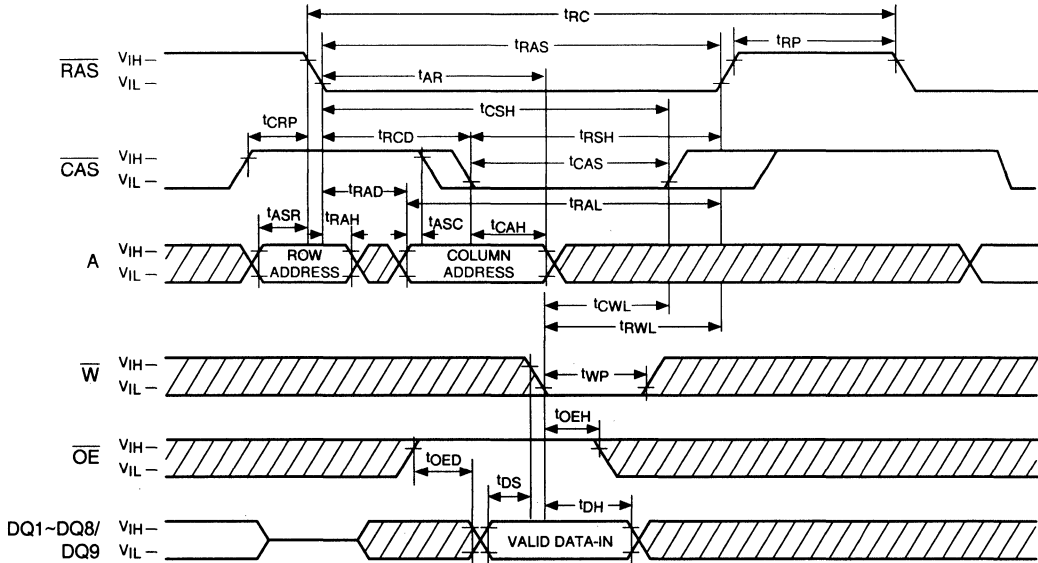 tRC
tRAS
tRP
RAS
VIH
VIL
tAR
tCSH
tCRP
tRCD
tRSH
CAS
VIH
VIL
tCAS
tRAD
tRAL
tASR
tRAH
tASC
tCAH
A
VIH
VIL
ROW
ADDRESS
COLUMN
ADDRESS
tCWL
tRWL
W
VIH
VIL
tWP
tOEH
OE
VIH
VIL
tOED
tDS
tDH
DQ1~DQ8/
DQ9
VIH
VIL
VALID DATA-IN